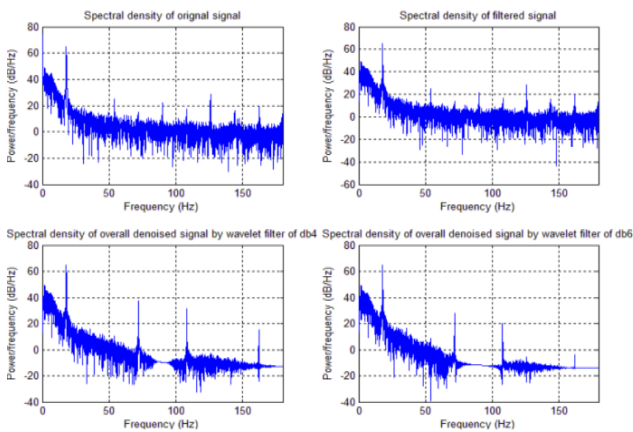 Spectral density of orignal signal
80
60
40
20
0
-20
-40
Power/frequency (dB/Hz)
0 50 100 150
Frequency (Hz)
Spectral density of filtered signal
80
60
40
20
0
-20
-40
-60
Power/frequency (dB/Hz)
0 50 100 150
Frequency (Hz)
Spectral density of overall denoised signal by wavelet filter of db4
80
60
40
20
0
-20
-40
Power/frequency (dB/Hz)
0 50 100 150
Frequency (Hz)
Spectral density of overall denoised signal by wavelet filter of db6
80
60
40
20
0
-20
-40
Power/frequency (dB/Hz)
0 50 100 150
Frequency (Hz)